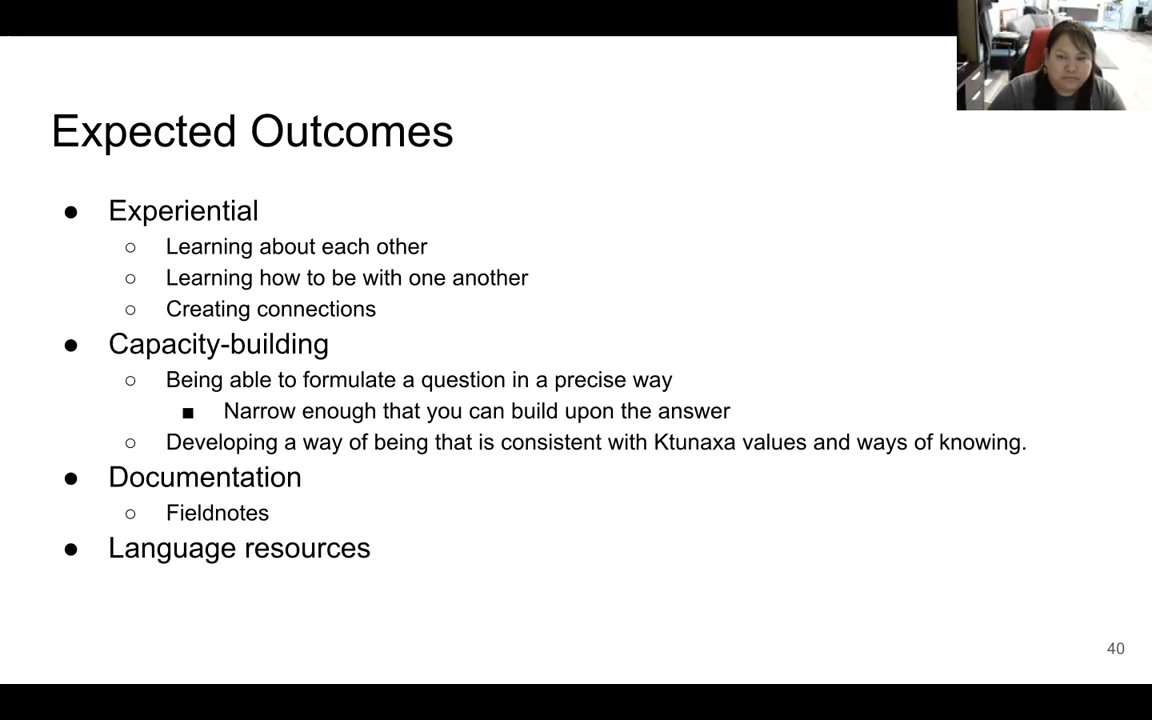 Expected Outcomes
● Experiential
○ Learning about each other
○ Learning how to be with one another
○ Creating connections
● Capacity-building
○ Being able to formulate a question in a precise way
■ Narrow enough that you can build upon the answer
○ Developing a way of being that is consistent with Ktunaxa values and ways of knowing.
● Documentation
○ Fieldnotes
● Language resources
40